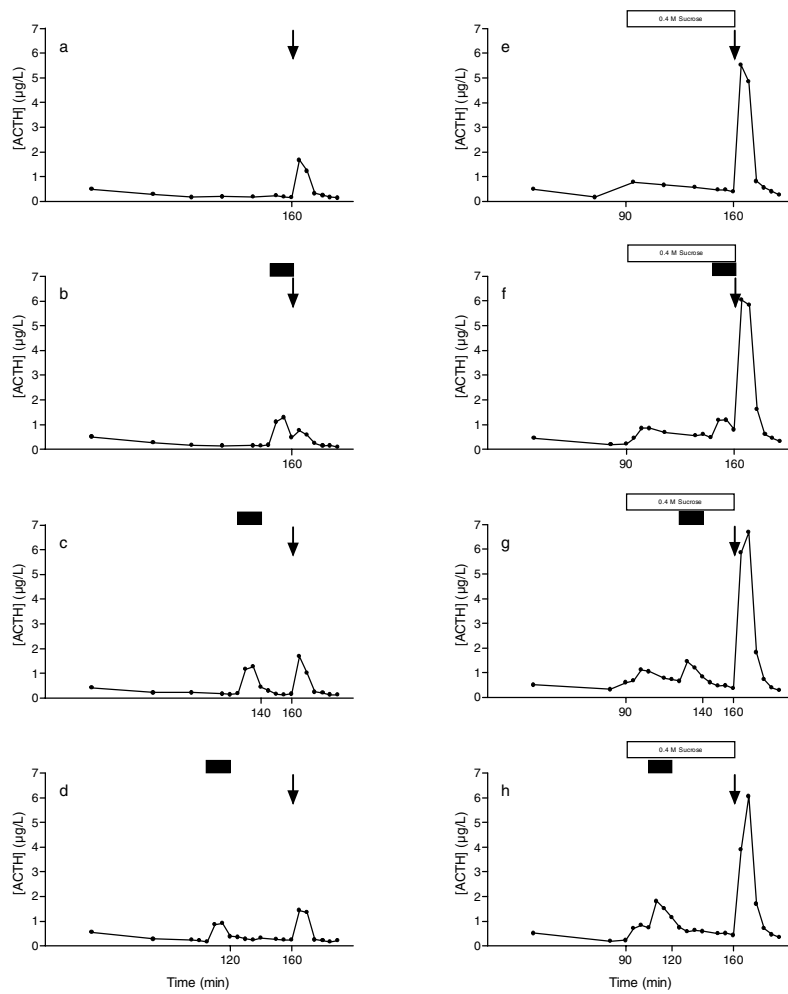 a
[ACTH] (µg/L)
7
6
5
4
3
2
1
0
160
0.4 M Sucrose
e
[ACTH] (µg/L)
7
6
5
4
3
2
1
0
90 160
b
[ACTH] (µg/L)
7
6
5
4
3
2
1
0
160
0.4 M Sucrose
f
[ACTH] (µg/L)
7
6
5
4
3
2
1
0
90 160
c
[ACTH] (µg/L)
7
6
5
4
3
2
1
0
140 160
0.4 M Sucrose
g
[ACTH] (µg/L)
7
6
5
4
3
2
1
0
90 140 160
d
[ACTH] (µg/L)
7
6
5
4
3
2
1
0
120 160
Time (min)
0.4 M Sucrose
h
[ACTH] (µg/L)
7
6
5
4
3
2
1
0
90 120 160
Time (min)